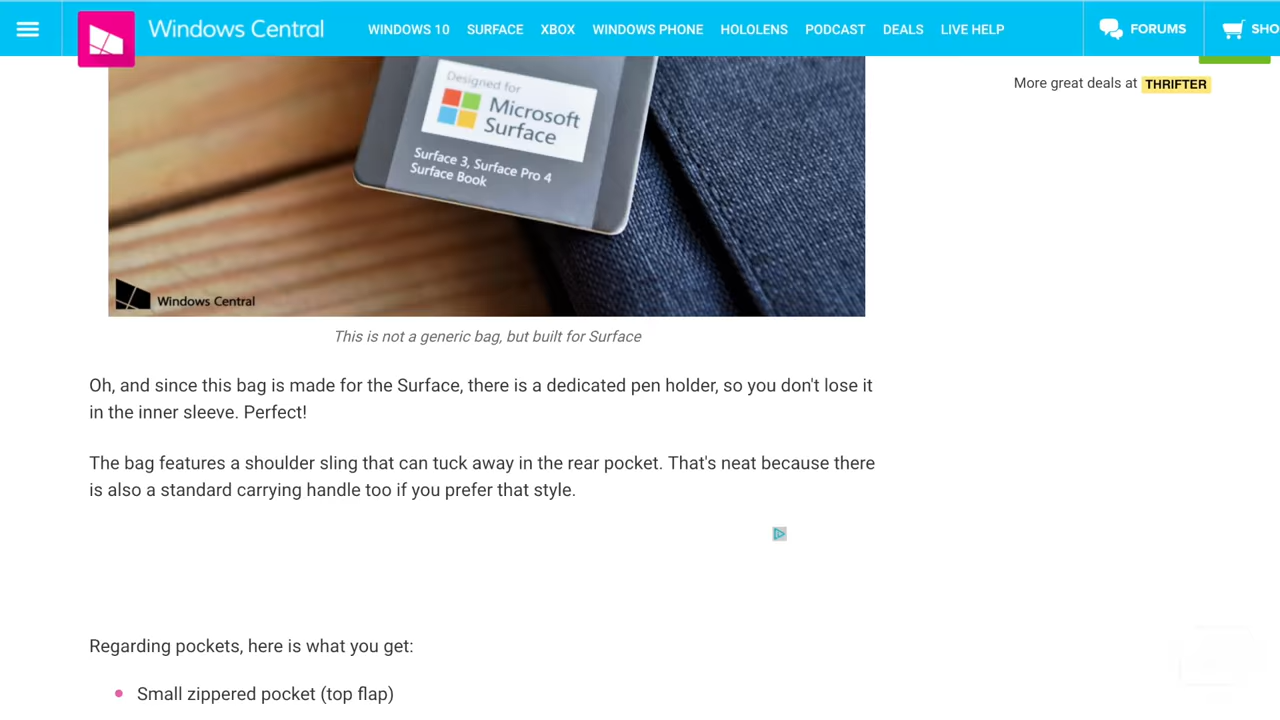 Windows Central
WINDOWS 10 SURFACE XBOX WINDOWS PHONE HOLOLENS PODCAST DEALS LIVE HELP
FORUMS
SHO
More great deals at THRIFTER
Designed for
Microsoft
Surface
Surface 3, Surface Pro 4
Surface Book
Windows Central
This is not a generic bag, but built for Surface
Oh, and since this bag is made for the Surface, there is a dedicated pen holder, so you don't lose it
in the inner sleeve. Perfect!
The bag features a shoulder sling that can tuck away in the rear pocket. That's neat because there
is also a standard carrying handle too if you prefer that style.
Regarding pockets, here is what you get:
Small zippered pocket (top flap)